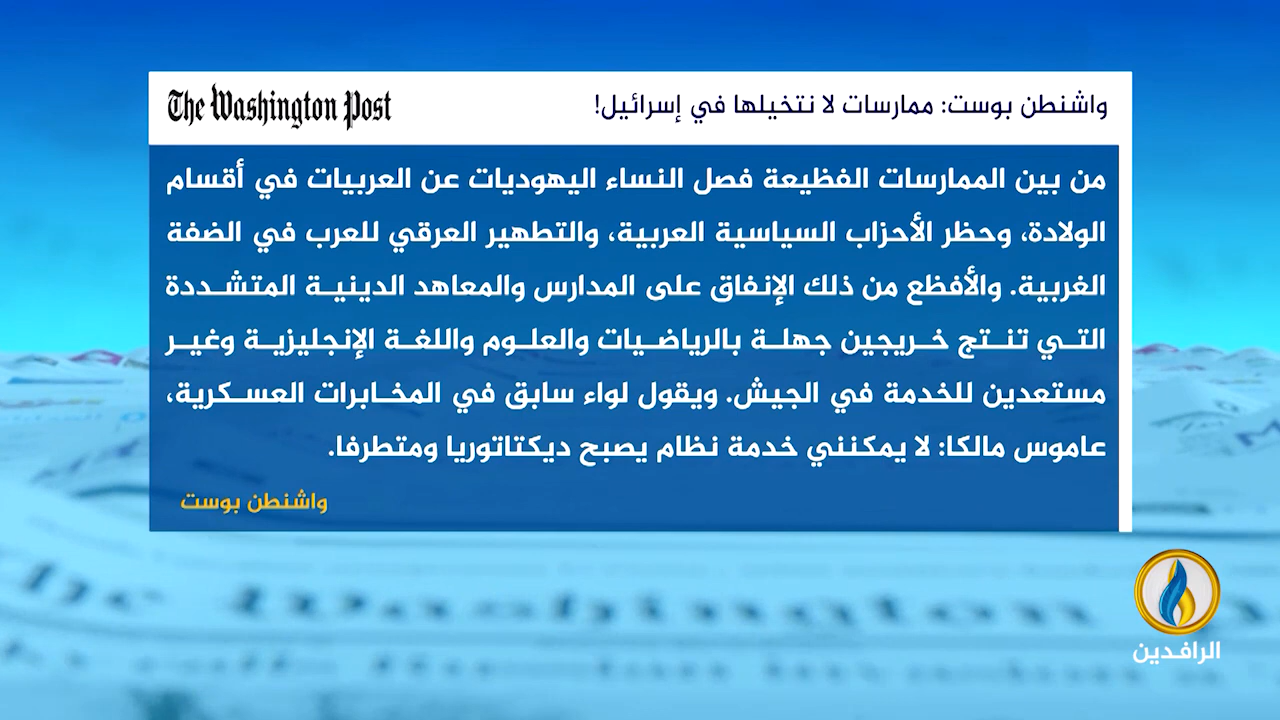 The Washington Post
واشنطن بوست: ممارسات لا نتخيلها في إسرائيل!
من بين الممارسات الفظيعة فصل النساء اليهوديات عن العربيات في أقسام
الولادة، وحظر الأحزاب السياسية العربية، والتطهير العرقي للعرب في الضفة
الغربية. والأفظع من ذلك الإنفاق على المدارس والمعاهد الدينية المتشددة
التي تنتج خريجين جهلة بالرياضيات والعلوم واللغة الإنجليزية وغير
مستعدين للخدمة في الجيش. ويقول لواء سابق في المخابرات العسكرية،
عاموس مالكا: لا يمكنني خدمة نظام يصبح ديكتاتوريا ومتطرفا.
واشنطن بوست
الرافدين